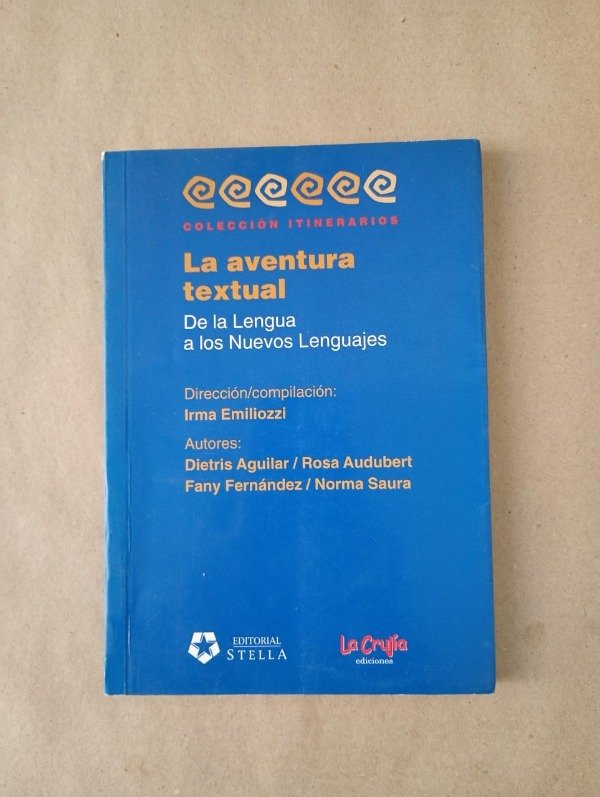 COLECCIÓN ITINERARIOS
La aventura
textual
De la Lengua
a los Nuevos Lenguajes
Dirección/compilación:
Irma Emiliozzi
Autores:
Dietris Aguilar / Rosa Audubert
Fany Fernández / Norma Saura
EDITORIAL
STELLA
La Crujía
ediciones